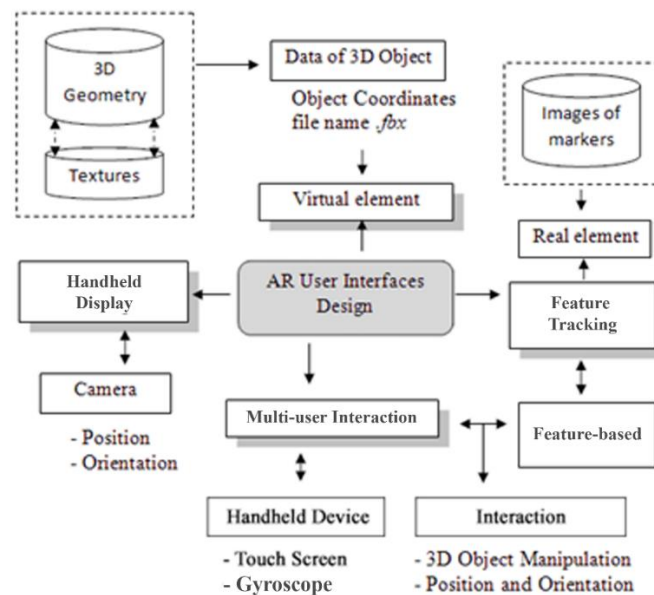 3D
Geometry
Textures
Data of 3D Object
Object Coordinates
file name .fbx
Images of
markers
Virtual element
Real element
Handheld
Display
AR User Interfaces
Design
Feature
Tracking
Camera
- Position
- Orientation
Multi-user Interaction
Feature-based
Handheld Device
- Touch Screen
- Gyroscope
Interaction
- 3D Object Manipulation
- Position and Orientation